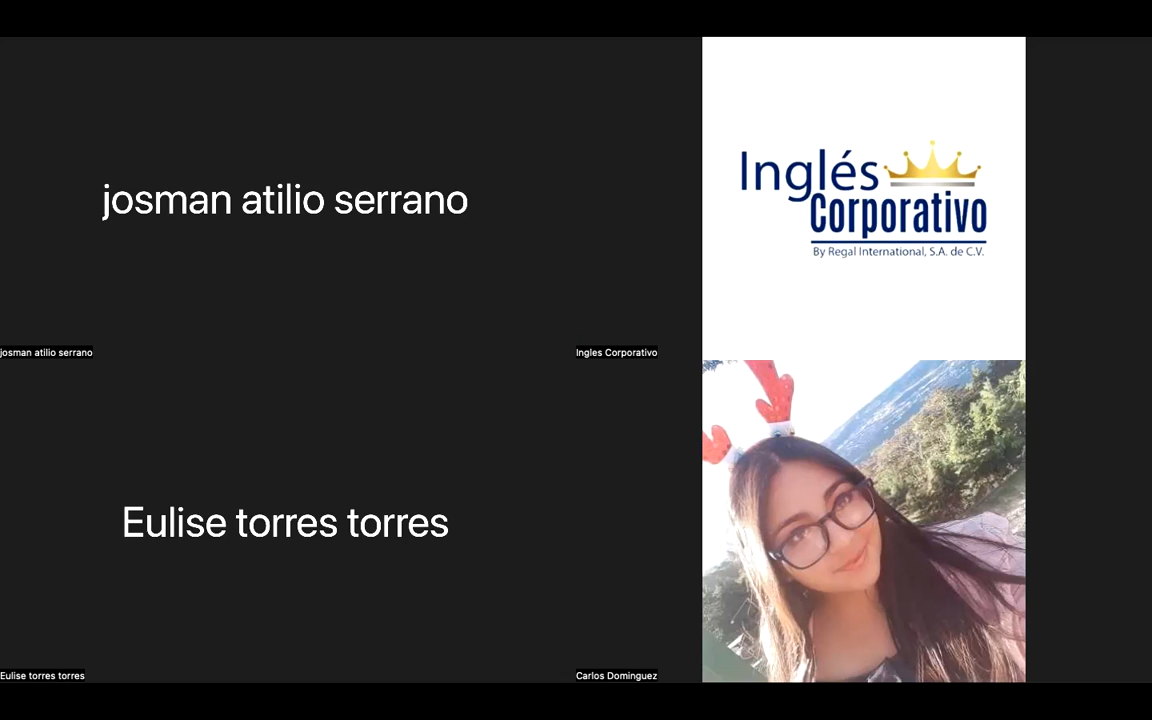 josman atilio serrano
Inglés
Corporativo
By Regal International, S.A. de C.V.
josman atilio serrano
Ingles Corporativo
Eulise torres torres
Eulise torres torres
Carlos Dominguez